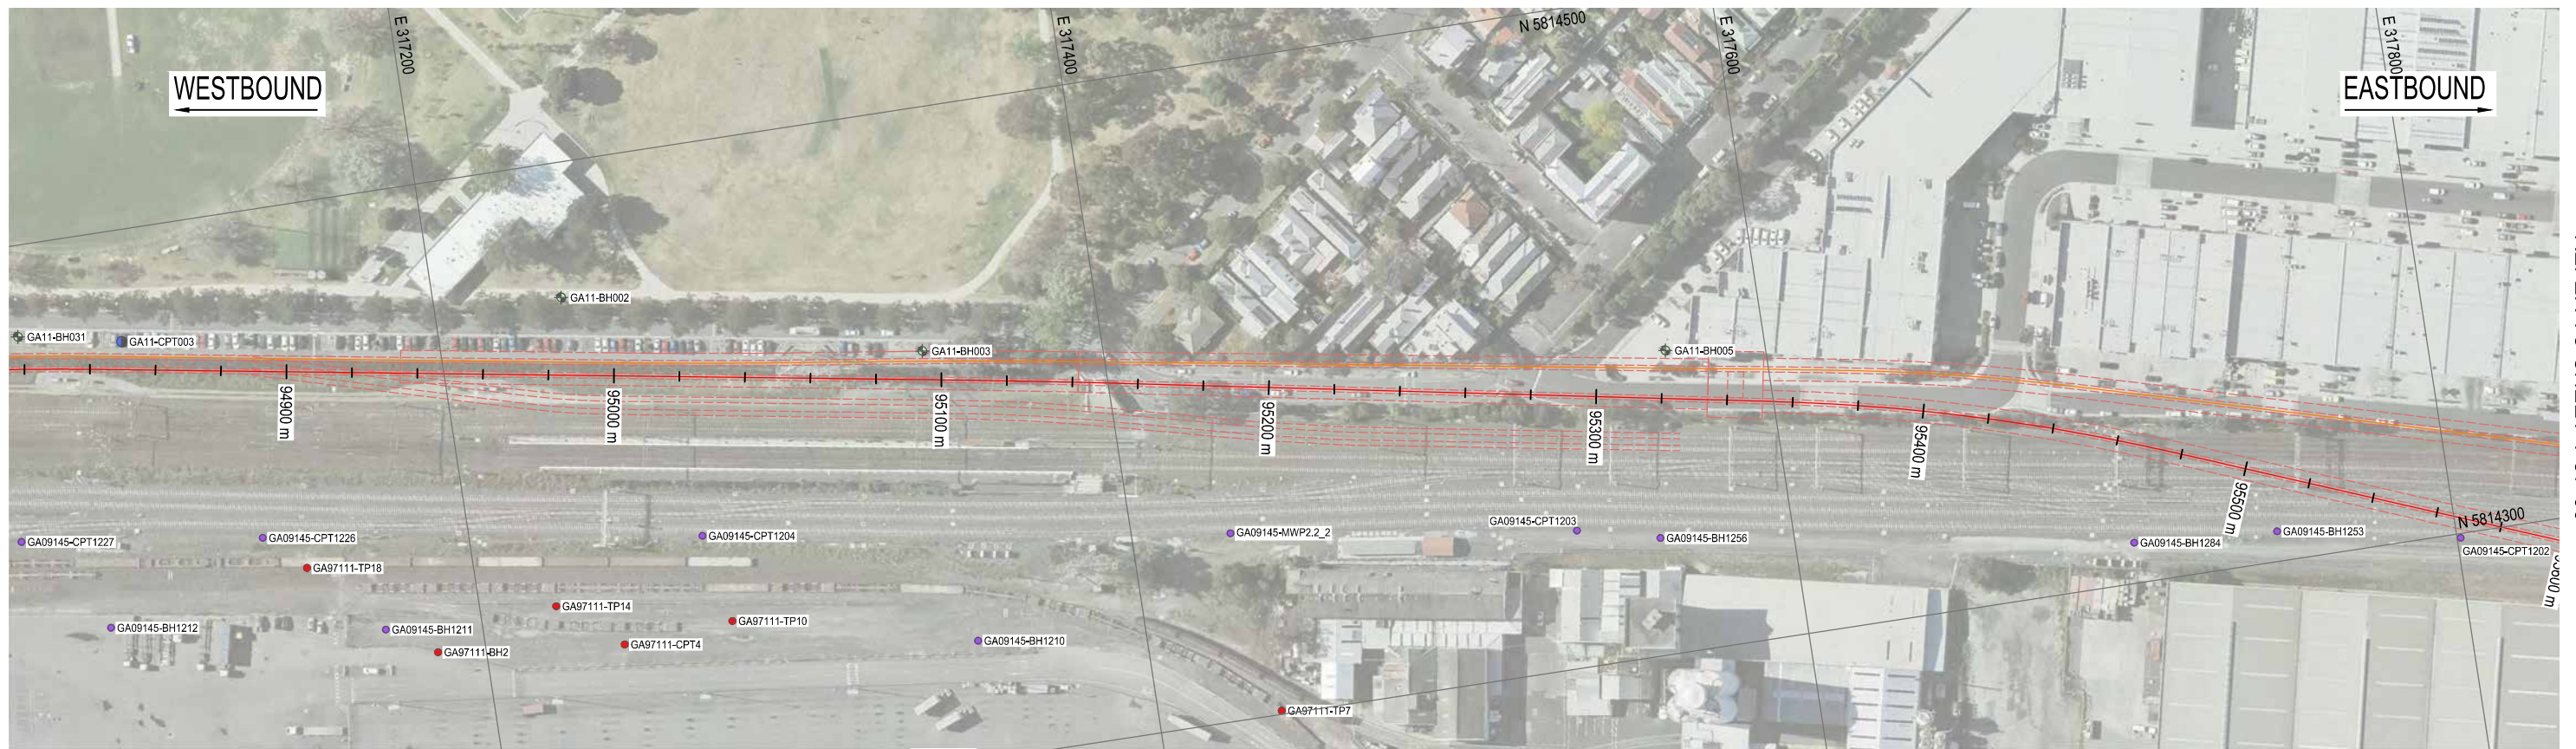 E 317200
E 317400
N 5814500
E 317600
E 317800
WESTBOUND
EASTBOUND
GA11-BH002
GA11-BH031
GA11-CPT003
GA11-BH003
GA11-BH005
94900 m
95000 m
95100 m
95200 m
95300 m
95400 m
95500 m
N 5814300
GA09145-CPT1227
GA09145-CPT1226
GA09145-CPT1204
GA09145-MWP2.2_2
GA09145-CPT1203
GA09145-BH1256
GA09145-BH1284
GA09145-BH1253
GA09145-CPT1202
GA97111-TP18
GA97111-TP14
GA97111-TP10
GA09145-BH1212
GA09145-BH1211
GA97111-BH2
GA97111-CPT4
GA09145-BH1210
GA97111-TP7